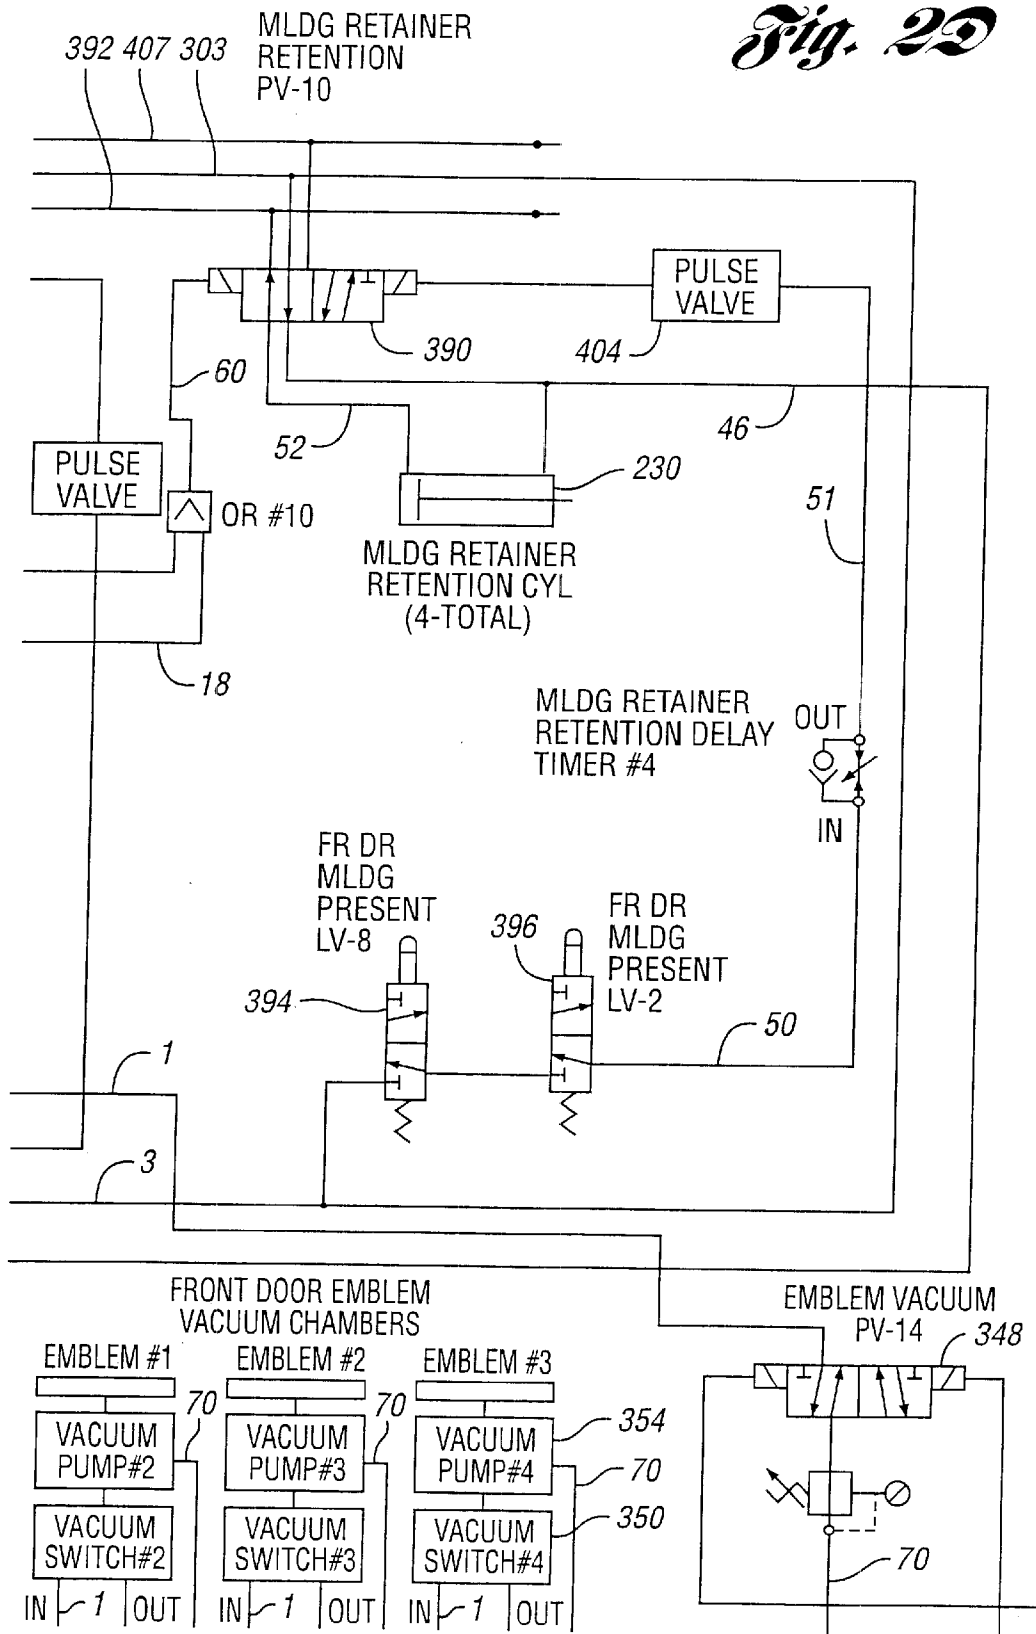 Fig. 2D
MLDG RETAINER
RETENTION
PV-10
392 407 303
PULSE
VALVE
390
404
60
52
46
230
51
PULSE
VALVE
OR #10
MLDG RETAINER
RETENTION CYL
(4-TOTAL)
18
MLDG RETAINER
RETENTION DELAY
TIMER #4
OUT
IN
FR DR
MLDG
PRESENT
LV-8
394
396
FR DR
MLDG
PRESENT
LV-2
50
1
3
FRONT DOOR EMBLEM
VACUUM CHAMBERS
EMBLEM #1
EMBLEM #2
EMBLEM #3
70
70
VACUUM
PUMP#2
VACUUM
PUMP#3
VACUUM
PUMP#4
354
70
VACUUM
SWITCH#2
VACUUM
SWITCH#3
VACUUM
SWITCH#4
350
IN 1 OUT
IN 1 OUT
IN 1 OUT
EMBLEM VACUUM
PV-14
348
70